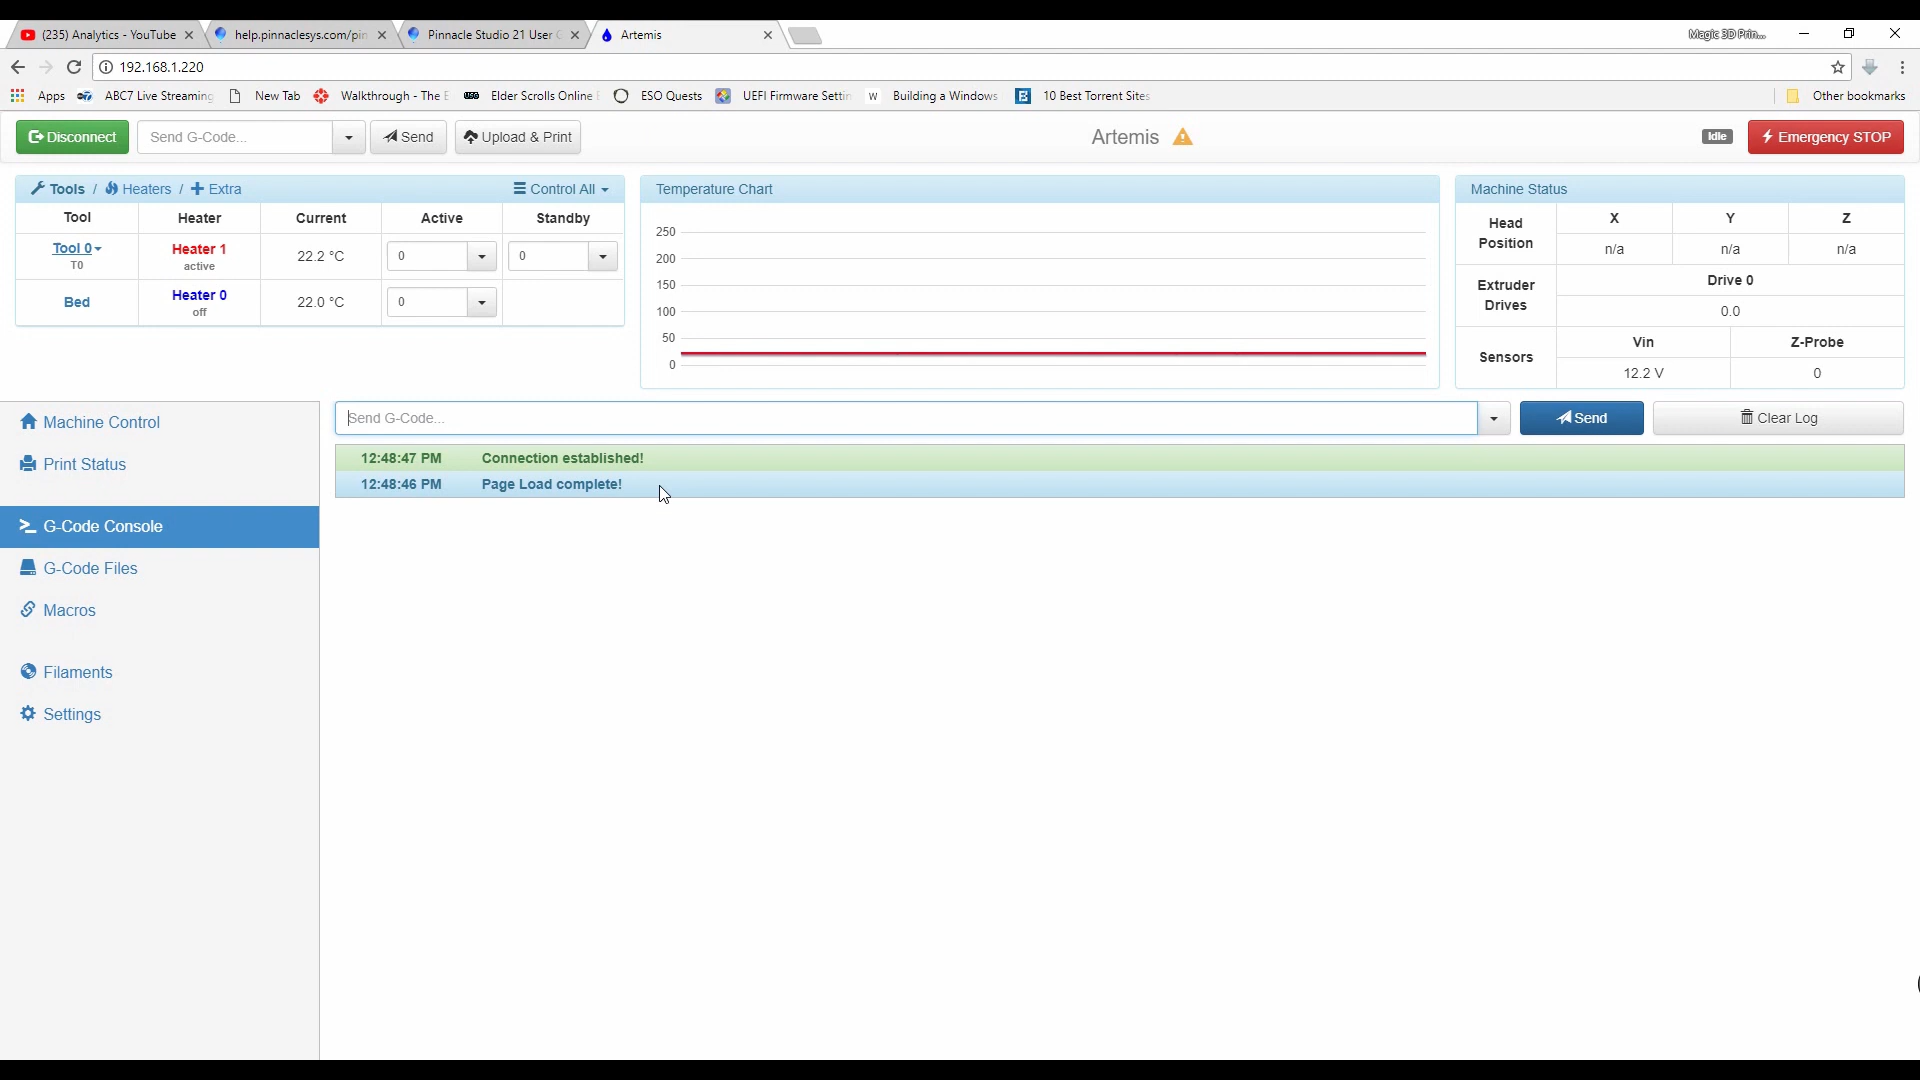 (235) Analytics - YouTube
help.pinnaclesys.com/pin
Pinnacle Studio 21 User G
Artemis
Magic 3D Prin...
192.168.1.220
Apps
ABC7 Live Streaming
New Tab
Walkthrough - The E
Elder Scrolls Online
ESO Quests
UEFI Firmware Settin
W Building a Windows
10 Best Torrent Sites
Other bookmarks
Disconnect
Send G-Code...
Send
Upload & Print
Artemis
Idle
Emergency STOP
Tools / Heaters / Extra
Control All
Tool Heater Current Active Standby
Tool 0 Heater 1 22.2 °C 0 0
T0 active
Bed Heater 0 22.0 °C 0
off
Temperature Chart
250
200
150
100
50
0
Machine Status
Head Position
X Y Z
n/a n/a n/a
Extruder Drives
Drive 0
0.0
Sensors
Vin Z-Probe
12.2 V 0
Machine Control
Print Status
G-Code Console
G-Code Files
Macros
Filaments
Settings
Send G-Code...
Send
Clear Log
12:48:47 PM Connection established!
12:48:46 PM Page Load complete!